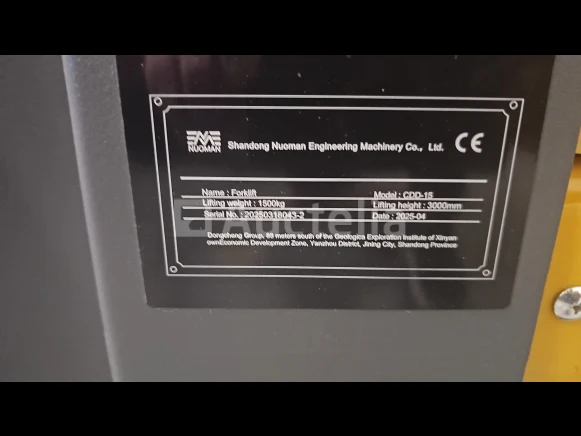 NUOMAN
Shandong Nuoman Engineering Machinery Co., Ltd.
CE
Name : Forklift
Model : CDD-15
Lifting weight : 1500kg
Lifting height : 3000mm
Serial No. : 20250318043-2
Date : 2025-04
Dongcheng Group, 88 meters south of the Geologica Exploration Institute of Xinyan
ownEconomic Development Zone, Yanzhou District, Jining City, Shandong Province